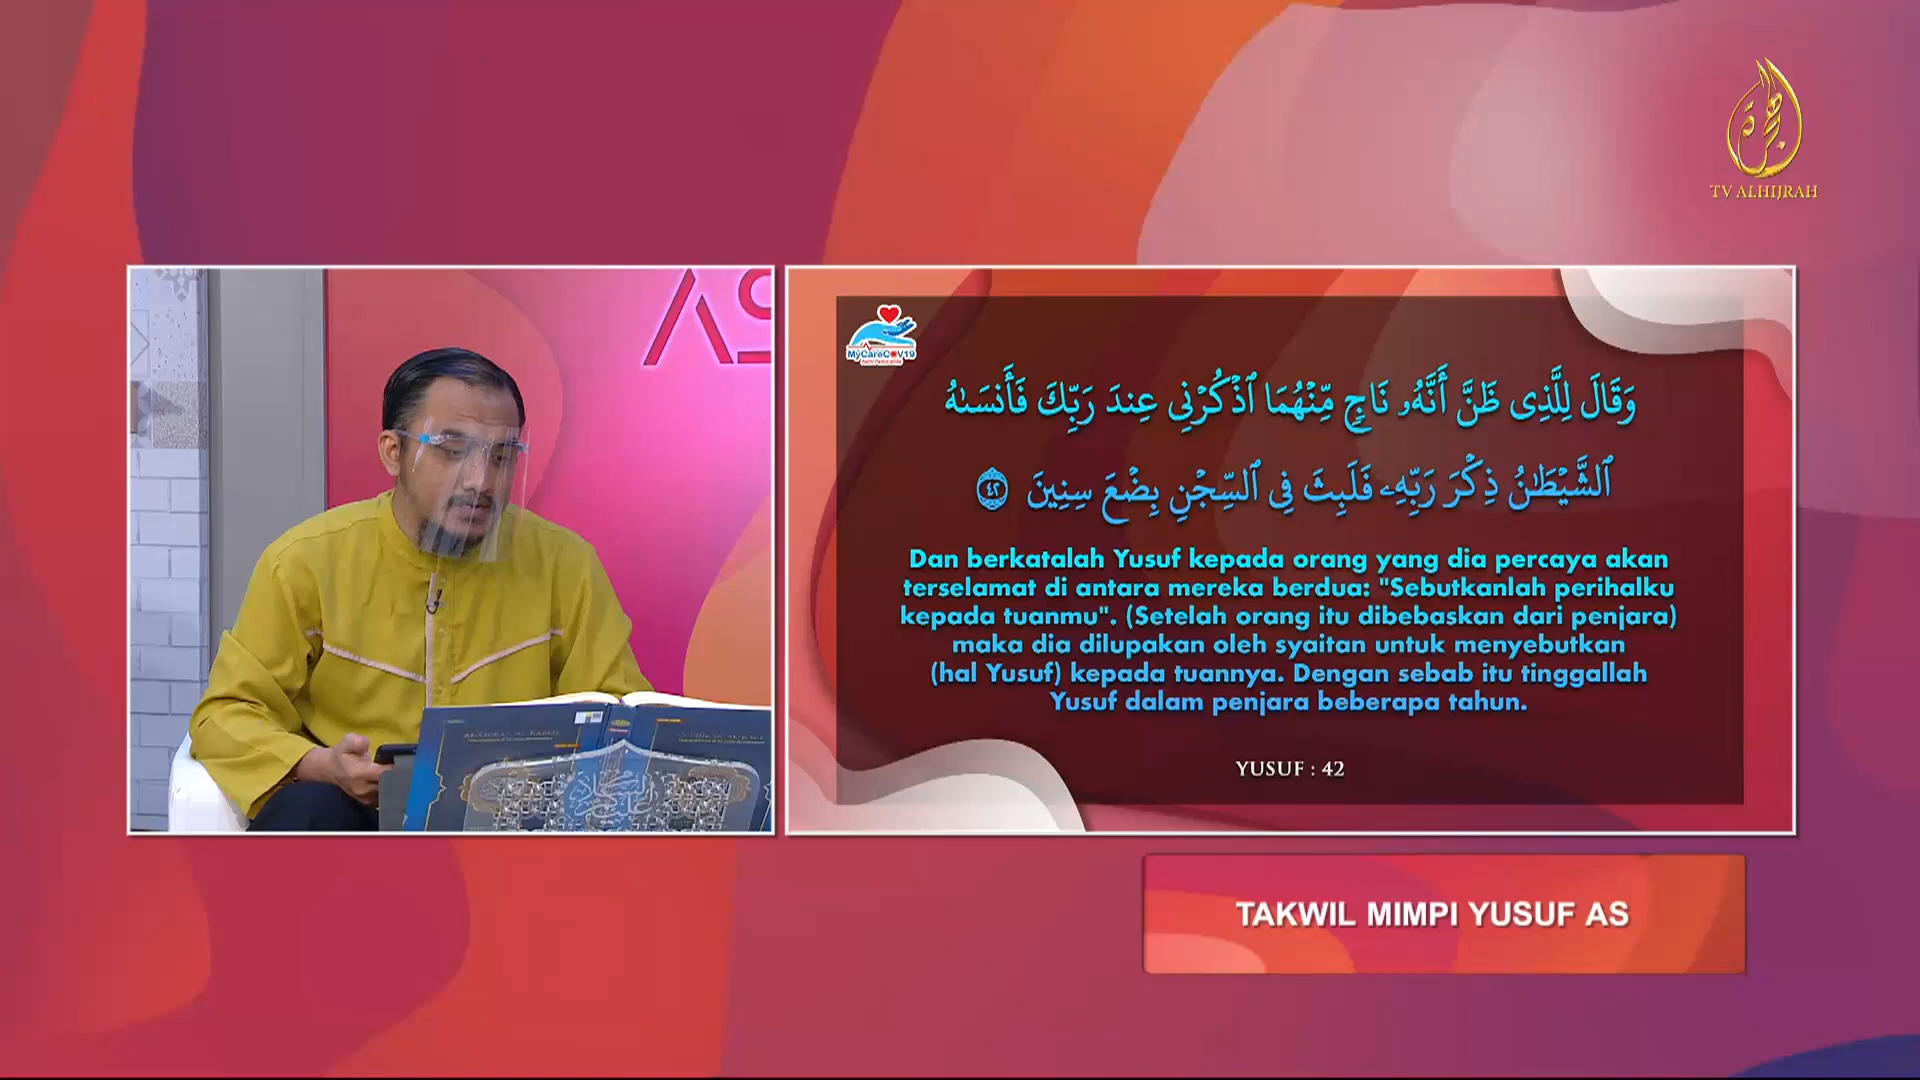 TV ALHIJRAH
AS
MyCareCOV19
وَقَالَ لِلَّذِى ظَنَّ أَنَّهُۥ نَاجٍ مِّنْهُمَا ٱذْكُرْنِى عِندَ رَبِّكَ فَأَنسَىٰهُ
ٱلشَّيْطَـٰنُ ذِكْرَ رَبِّهِۦ فَلَبِثَ فِى ٱلسِّجْنِ بِضْعَ سِنِينَ ٤٢
Dan berkatalah Yusuf kepada orang yang dia percaya akan
terselamat di antara mereka berdua: "Sebutkanlah perihalku
kepada tuanmu". (Setelah orang itu dibebaskan dari penjara)
maka dia dilupakan oleh syaitan untuk menyebutkan
(hal Yusuf) kepada tuannya. Dengan sebab itu tinggallah
Yusuf dalam penjara beberapa tahun.
YUSUF : 42
TAKWIL MIMPI YUSUF AS